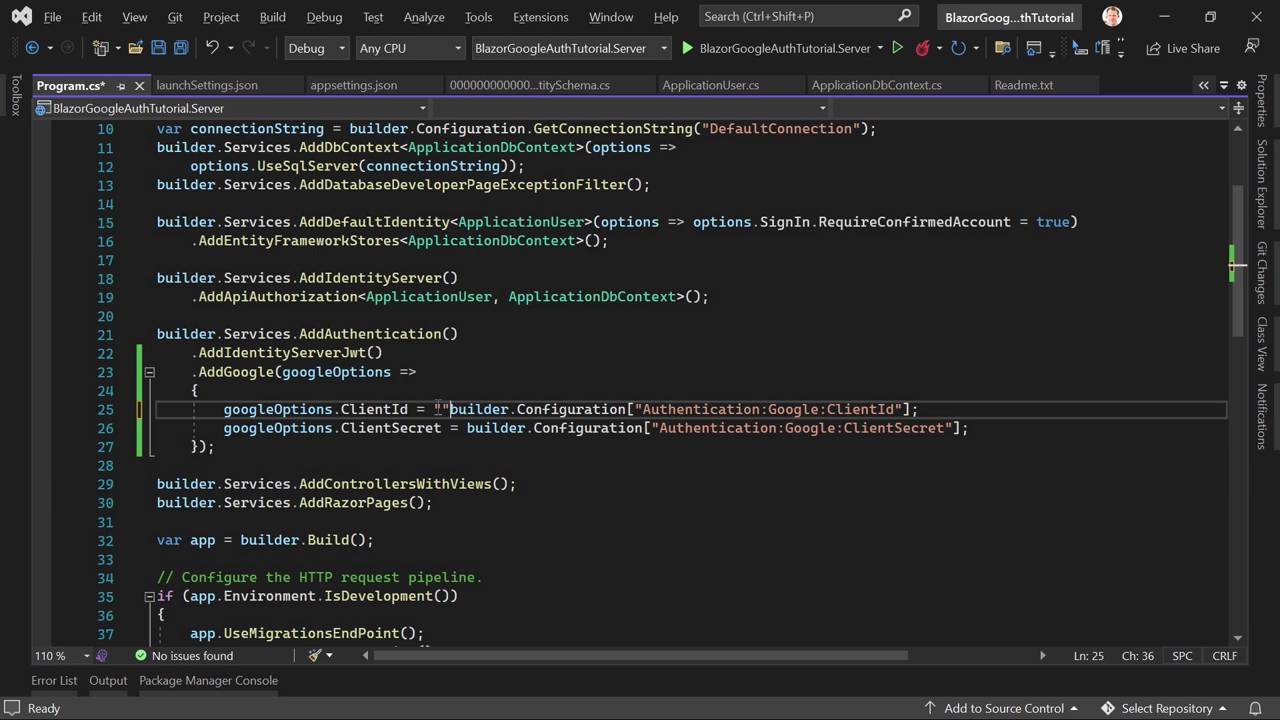 File Edit View Git Project Build Debug Test Analyze Tools Extensions Window Help Search (Ctrl+Shift+P) BlazorGoog...thTutorial
Debug Any CPU BlazorGoogleAuthTutorial.Server BlazorGoogleAuthTutorial.Server Live Share
Program.cs* launchSettings.json appsettings.json 000000000000...titySchema.cs ApplicationUser.cs ApplicationDbContext.cs Readme.txt
BlazorGoogleAuthTutorial.Server
10 var connectionString = builder.Configuration.GetConnectionString("DefaultConnection");
11 builder.Services.AddDbContext<ApplicationDbContext>(options =>
12 options.UseSqlServer(connectionString));
13 builder.Services.AddDatabaseDeveloperPageExceptionFilter();
14
15 builder.Services.AddDefaultIdentity<ApplicationUser>(options => options.SignIn.RequireConfirmedAccount = true)
16 .AddEntityFrameworkStores<ApplicationDbContext>();
17
18 builder.Services.AddIdentityServer()
19 .AddApiAuthorization<ApplicationUser, ApplicationDbContext>();
20
21 builder.Services.AddAuthentication()
22 .AddIdentityServerJwt()
23 .AddGoogle(googleOptions =>
24 {
25 googleOptions.ClientId = ""builder.Configuration["Authentication:Google:ClientId"];
26 googleOptions.ClientSecret = builder.Configuration["Authentication:Google:ClientSecret"];
27 });
28
29 builder.Services.AddControllersWithViews();
30 builder.Services.AddRazorPages();
31
32 var app = builder.Build();
33
34 // Configure the HTTP request pipeline.
35 if (app.Environment.IsDevelopment())
36 {
37 app.UseMigrationsEndPoint();
110 % No issues found Ln: 25 Ch: 36 SPC CRLF
Error List Output Package Manager Console
Ready Add to Source Control Select Repository
Toolbox
Properties
Solution Explorer
Git Changes
Class View
Notifications